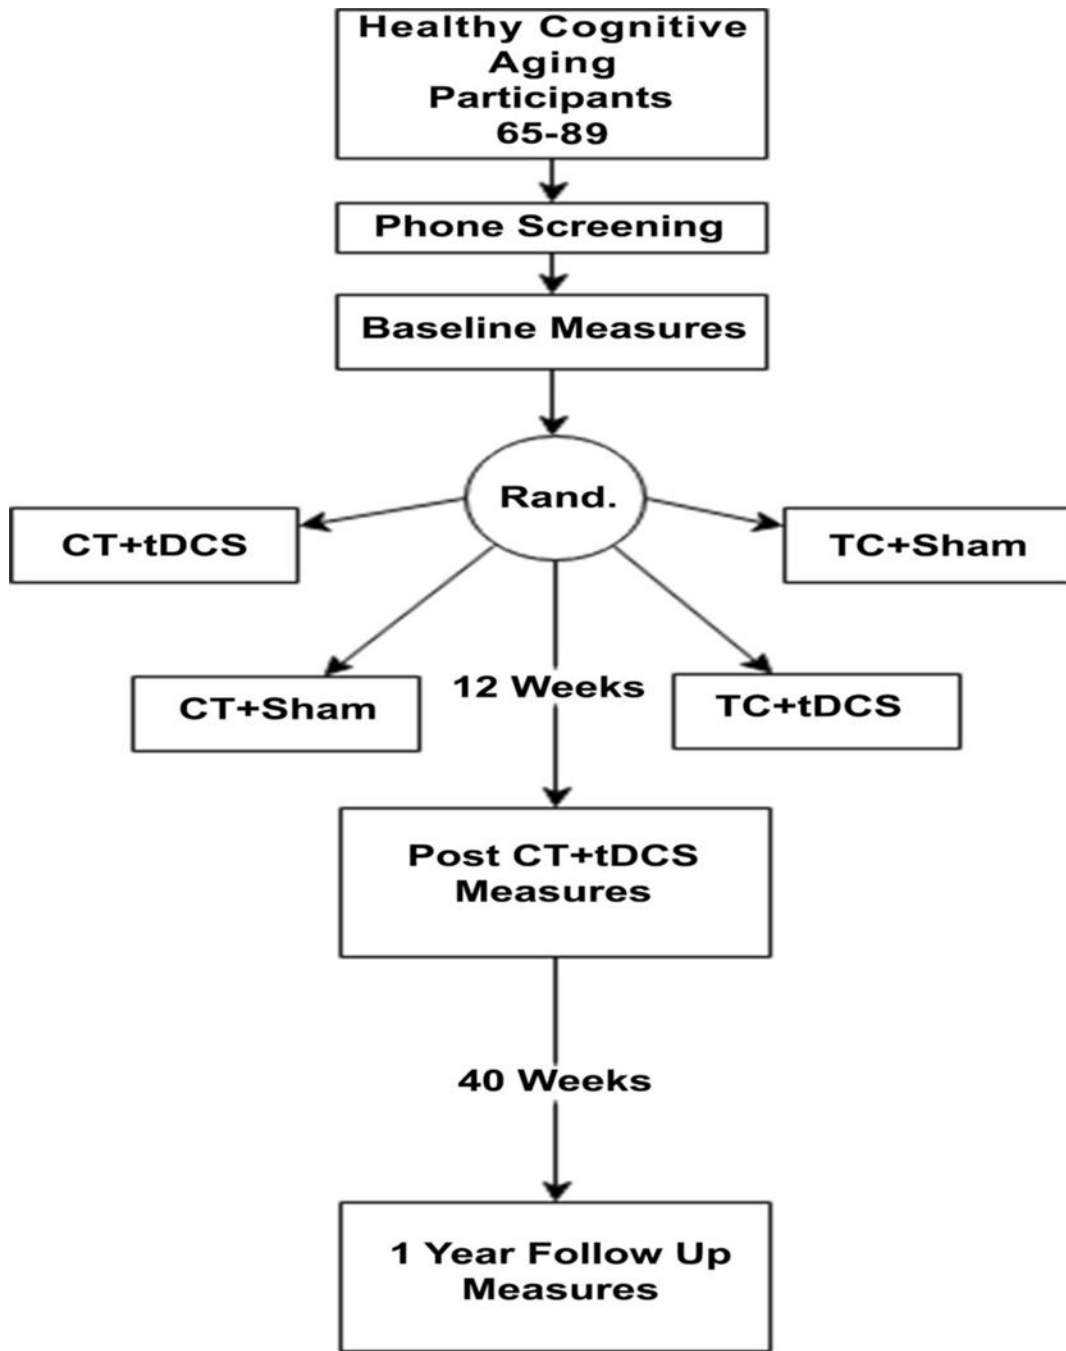 Healthy Cognitive
Aging
Participants
65-89
Phone Screening
Baseline Measures
Rand.
CT+tDCS
TC+Sham
CT+Sham
12 Weeks
TC+tDCS
Post CT+tDCS
Measures
40 Weeks
1 Year Follow Up
Measures